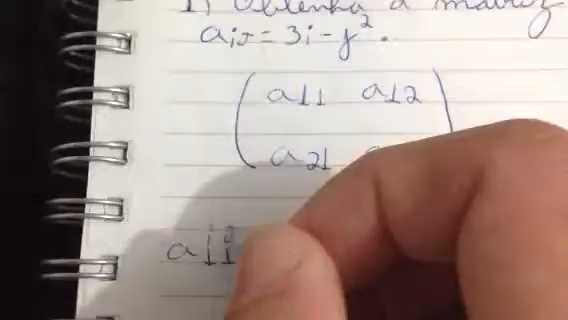 1) Obtenha a matriz
aij = 3i - j².
a11 a12
a21
a11